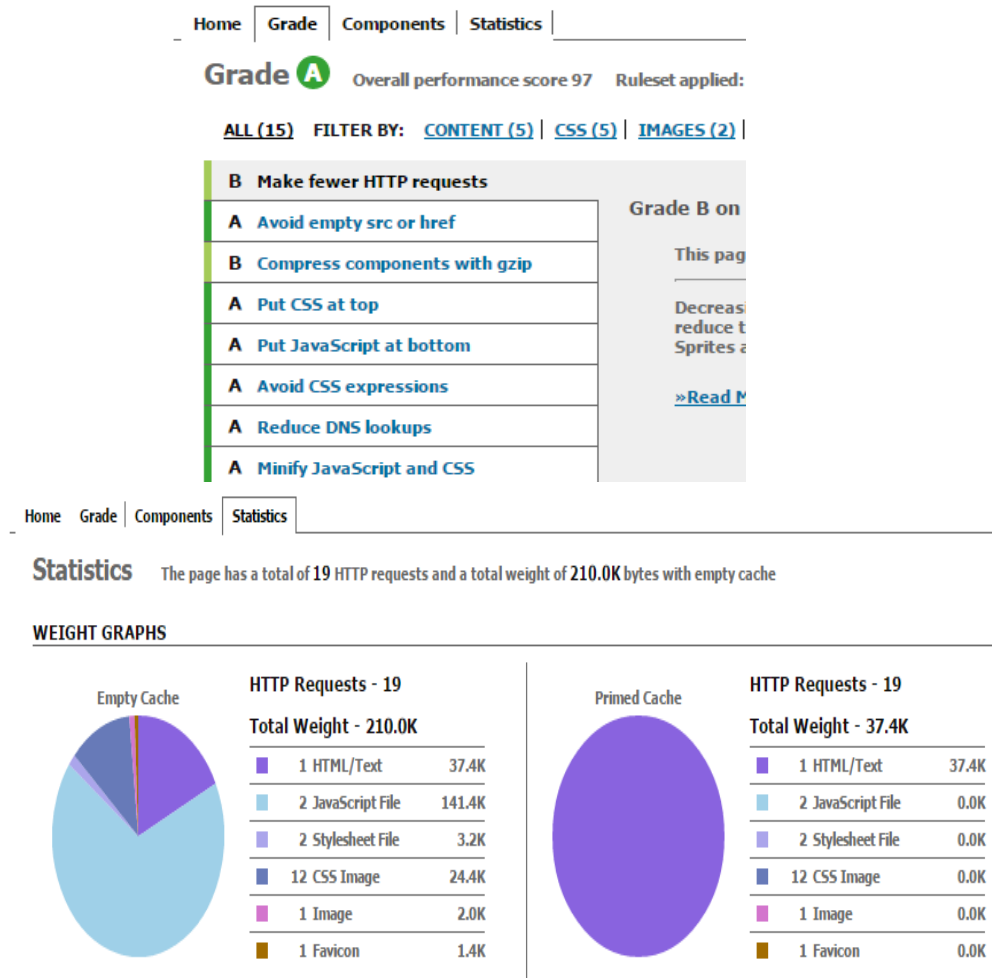 Home Grade Components Statistics
Grade A Overall performance score 97 Ruleset applied:
ALL (15) FILTER BY: CONTENT (5) CSS (5) IMAGES (2)
B Make fewer HTTP requests
A Avoid empty src or href
B Compress components with gzip
A Put CSS at top
A Put JavaScript at bottom
A Avoid CSS expressions
A Reduce DNS lookups
A Minify JavaScript and CSS
Grade B on
This pag
Decreas
reduce t
Sprites a
»Read M
Home Grade Components Statistics
Statistics The page has a total of 19 HTTP requests and a total weight of 210.0K bytes with empty cache
WEIGHT GRAPHS
Empty Cache
HTTP Requests - 19
Total Weight - 210.0K
1 HTML/Text 37.4K
2 JavaScript File 141.4K
2 Stylesheet File 3.2K
12 CSS Image 24.4K
1 Image 2.0K
1 Favicon 1.4K
Primed Cache
HTTP Requests - 19
Total Weight - 37.4K
1 HTML/Text 37.4K
2 JavaScript File 0.0K
2 Stylesheet File 0.0K
12 CSS Image 0.0K
1 Image 0.0K
1 Favicon 0.0K